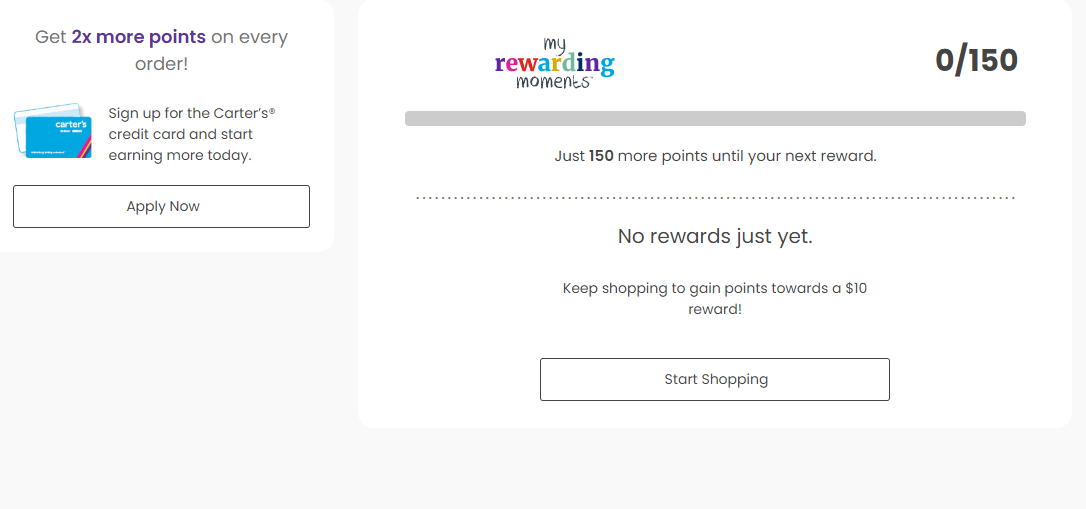 Get 2x more points on every
order!
carter's
Sign up for the Carter's®
credit card and start
earning more today.
Apply Now
my
rewarding
moments™
0/150
Just 150 more points until your next reward.
No rewards just yet.
Keep shopping to gain points towards a $10
reward!
Start Shopping